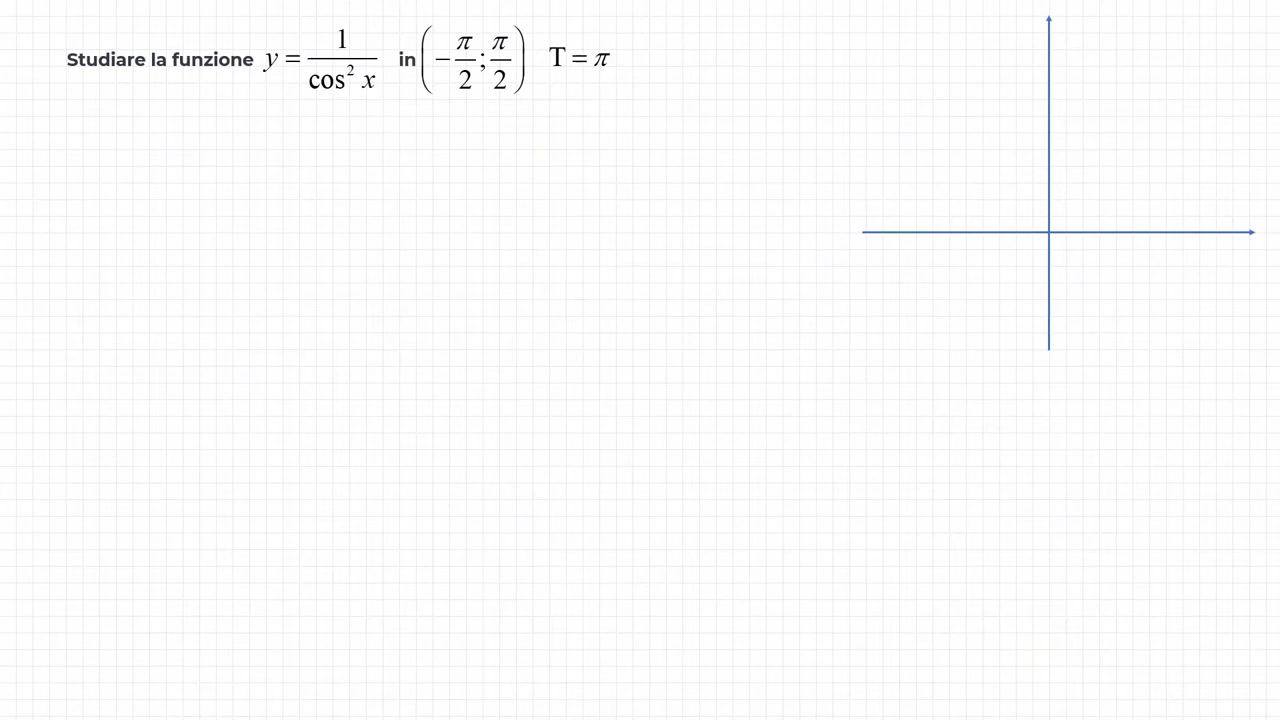 Studiare la funzione y = 1/cos² x in (−π/2; π/2) T = π